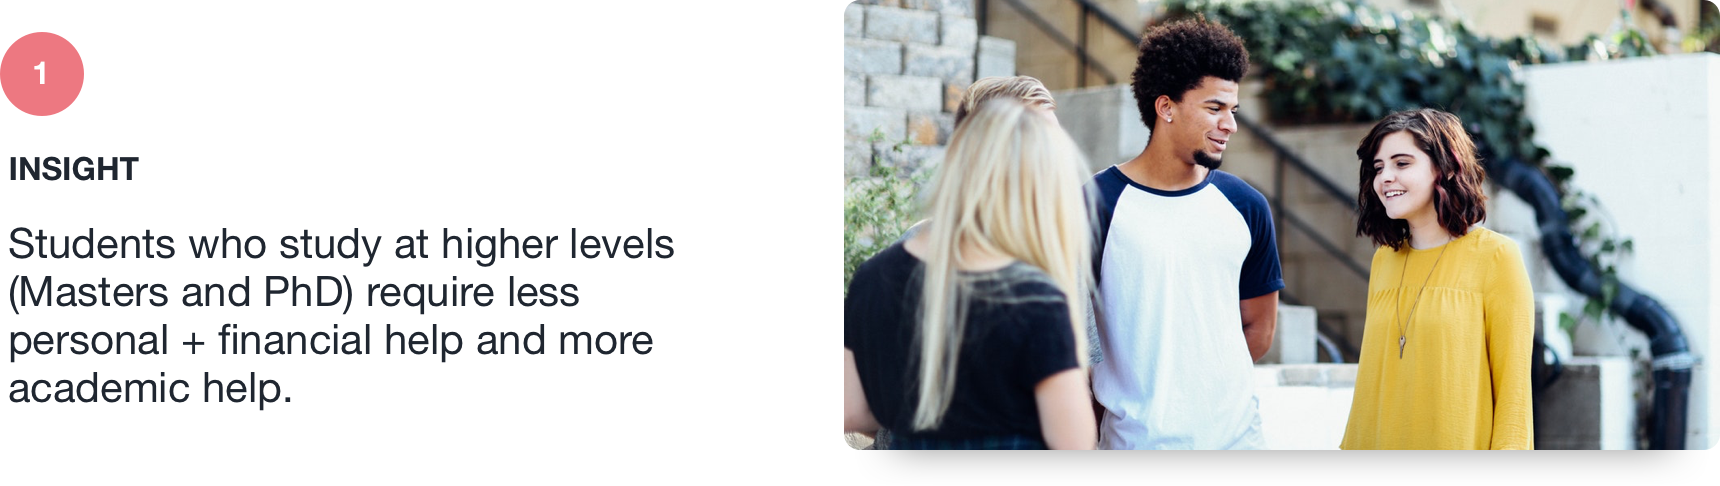 1
INSIGHT
Students who study at higher levels
(Masters and PhD) require less
personal + financial help and more
academic help.